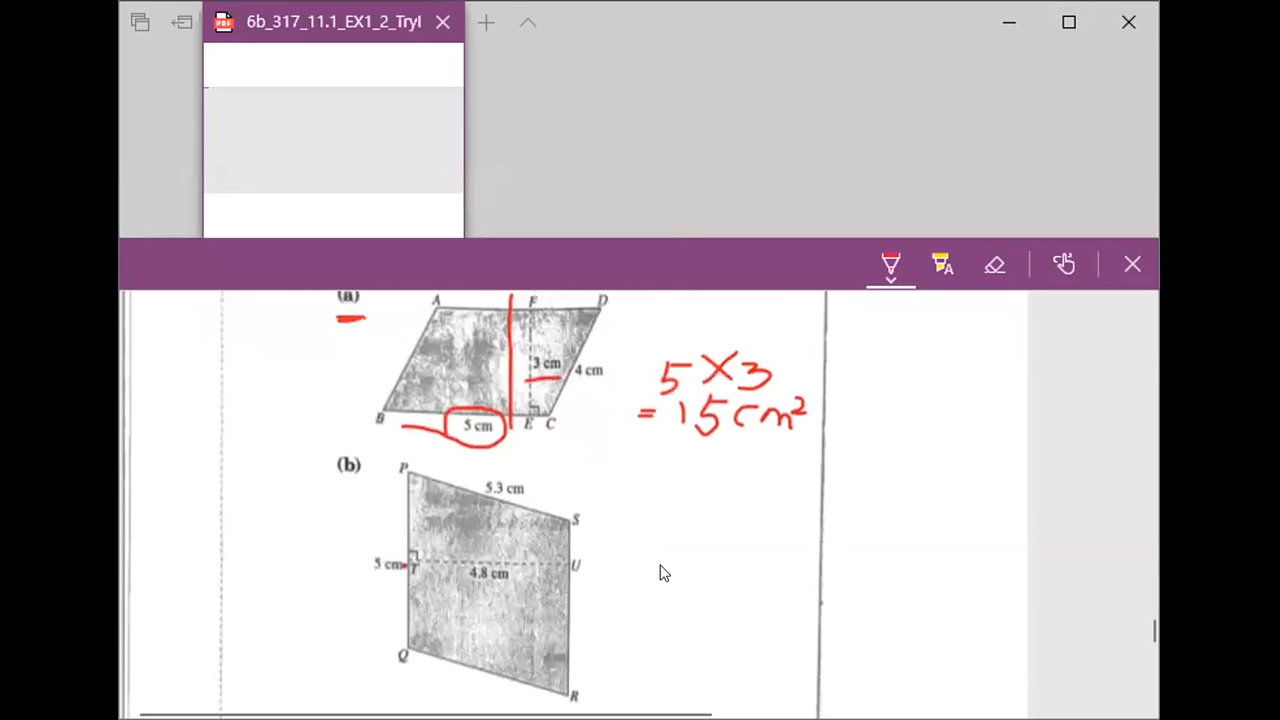 6b_317_11.1_EX1_2_TryI
(a)
A F D
3 cm
4 cm
5 × 3
= 15 cm²
B 5 cm E C
(b)
P
5.3 cm
S
5 cm T 4.8 cm U
Q
R